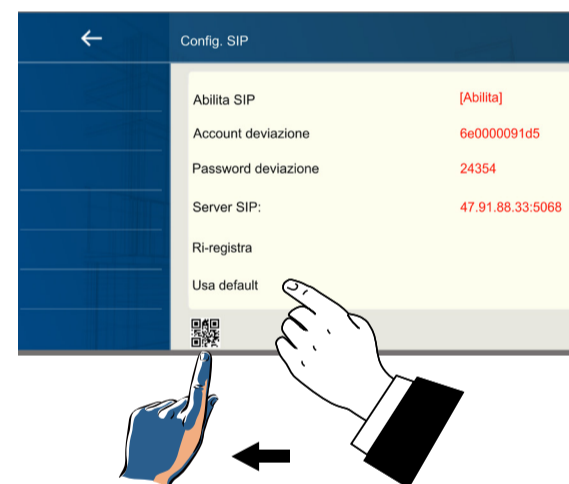 Config. SIP
Abilita SIP [Abilita]
Account deviazione 6e0000091d5
Password deviazione 24354
Server SIP: 47.91.88.33:5068
Ri-registra
Usa default